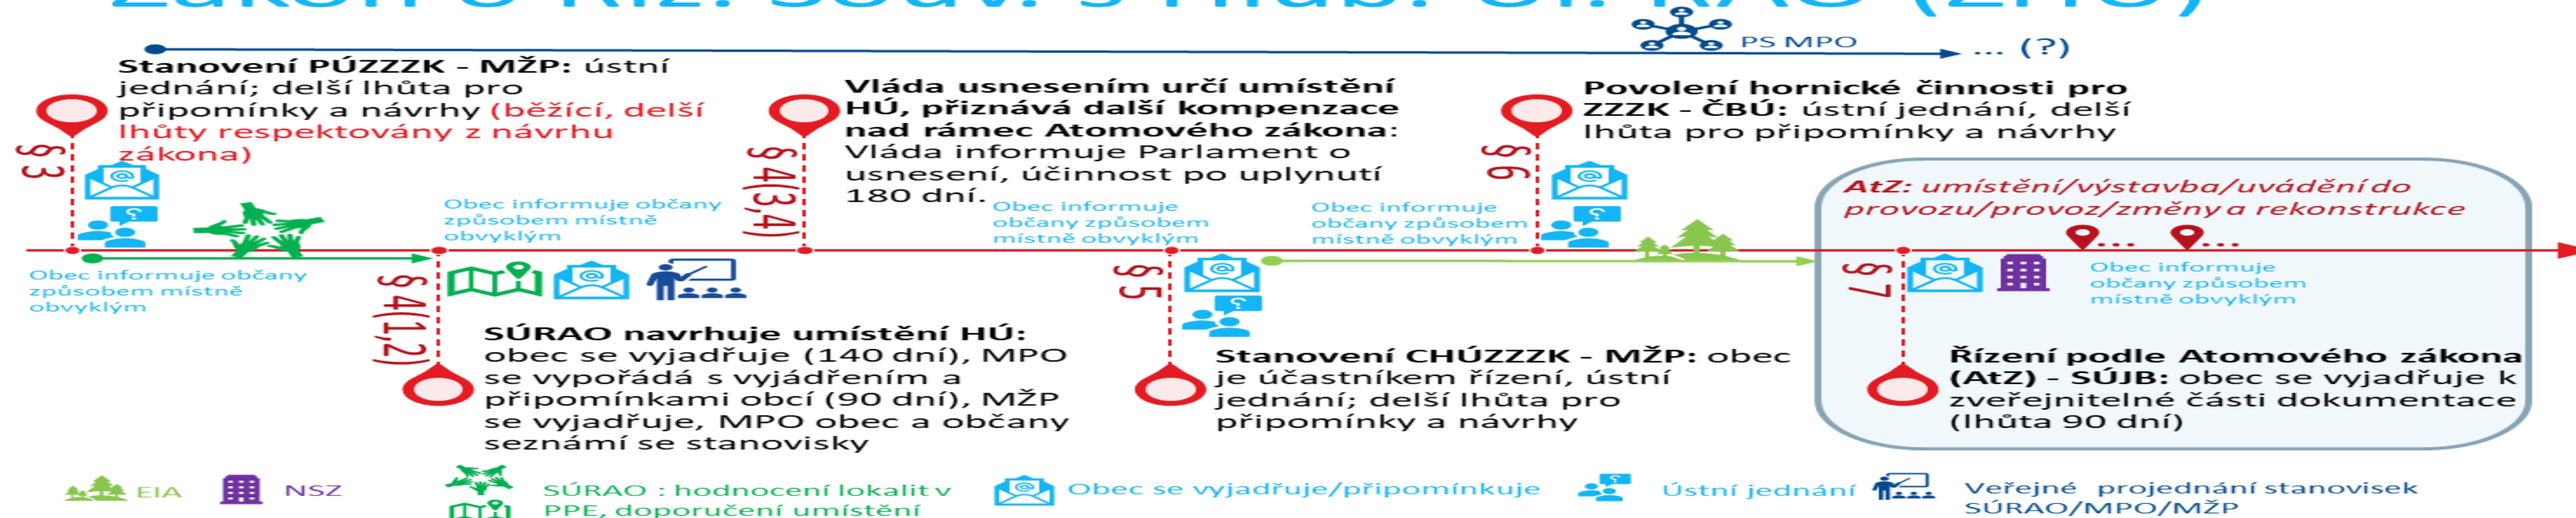 Zákon o Říz. Souv. s Hlub. Úl. RAO (ZHÚ)
PS MPO
... (?)
Stanovení PÚZZZK - MŽP: ústní
jednání; delší lhůta pro
připomínky a návrhy (běžící, delší
lhůty respektovány z návrhu
zákona)
§ 3
Obec informuje občany
způsobem místně
obvyklým
Obec informuje občany
způsobem místně
obvyklým
§ 4(1,2)
SÚRAO navrhuje umístění HÚ:
obec se vyjadřuje (140 dní), MPO
se vypořádá s vyjádřením a
připomínkami obcí (90 dní), MŽP
se vyjadřuje, MPO obec a občany
seznámí se stanovisky
Vláda usnesením určí umístění
HÚ, přiznává další kompenzace
nad rámec Atomového zákona:
Vláda informuje Parlament o
usnesení, účinnost po uplynutí
180 dní.
§ 4(3,4)
Obec informuje
občany způsobem
místně obvyklým
§ 5
Stanovení CHÚZZZK - MŽP: obec
je účastníkem řízení, ústní
jednání; delší lhůta pro
připomínky a návrhy
Obec informuje
občany způsobem
místně obvyklým
Povolení hornické činnosti pro
ZZZK - ČBÚ: ústní jednání, delší
lhůta pro připomínky a návrhy
§ 6
AtZ: umístění/výstavba/uvádění do
provozu/provoz/změny a rekonstrukce
... ...
§ 7
Obec informuje
občany způsobem
místně obvyklým
Řízení podle Atomového zákona
(AtZ) - SÚJB: obec se vyjadřuje k
zveřejnitelné části dokumentace
(lhůta 90 dní)
EIA
NSZ
SÚRAO : hodnocení lokalit v
PPE, doporučení umístění
Obec se vyjadřuje/připomínkuje
Ústní jednání
Veřejné projednání stanovisek
SÚRAO/MPO/MŽP